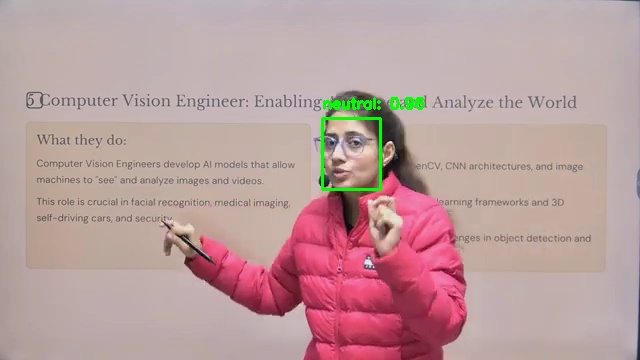 5 Computer Vision Engineer: Enabling and Analyze the World
neutral: 0.98
What they do:
Computer Vision Engineers develop AI models that allow
machines to "see" and analyze images and videos.
This role is crucial in facial recognition, medical imaging,
self-driving cars, and security.
CNN architectures, and image
learning frameworks and 3D
in object detection and